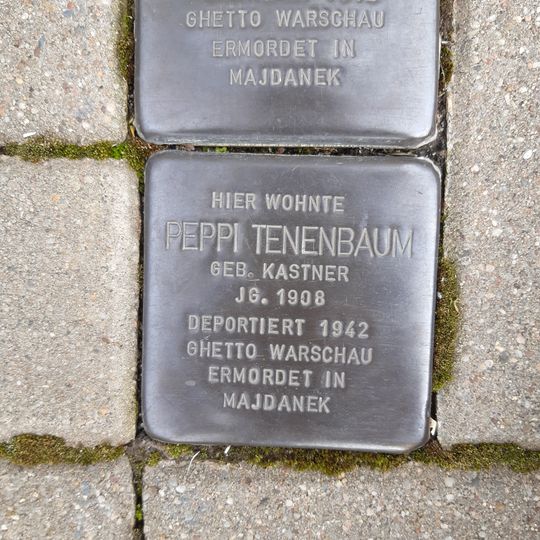 GHETTO WARSCHAU
ERMORDET IN
MAJDANEK
HIER WOHNTE
PEPPI TENENBAUM
GEB. KASTNER
JG. 1908
DEPORTIERT 1942
GHETTO WARSCHAU
ERMORDET IN
MAJDANEK